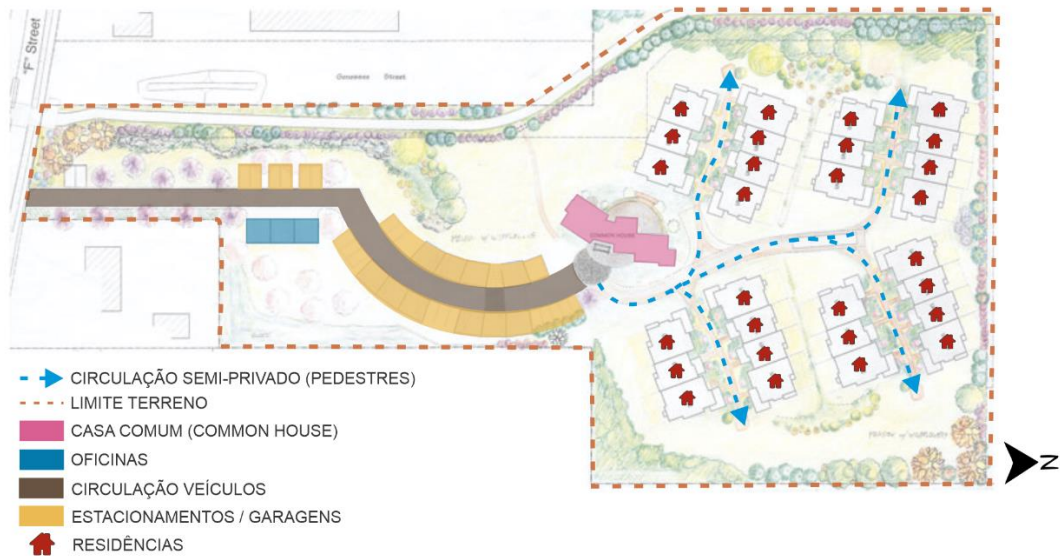 "F" Street
Geneseo Street
COMMON HOUSE
CIRCULAÇÃO SEMI-PRIVADO (PEDESTRES)
LIMITE TERRENO
CASA COMUM (COMMON HOUSE)
OFICINAS
CIRCULAÇÃO VEÍCULOS
ESTACIONAMENTOS / GARAGENS
RESIDÊNCIAS
N